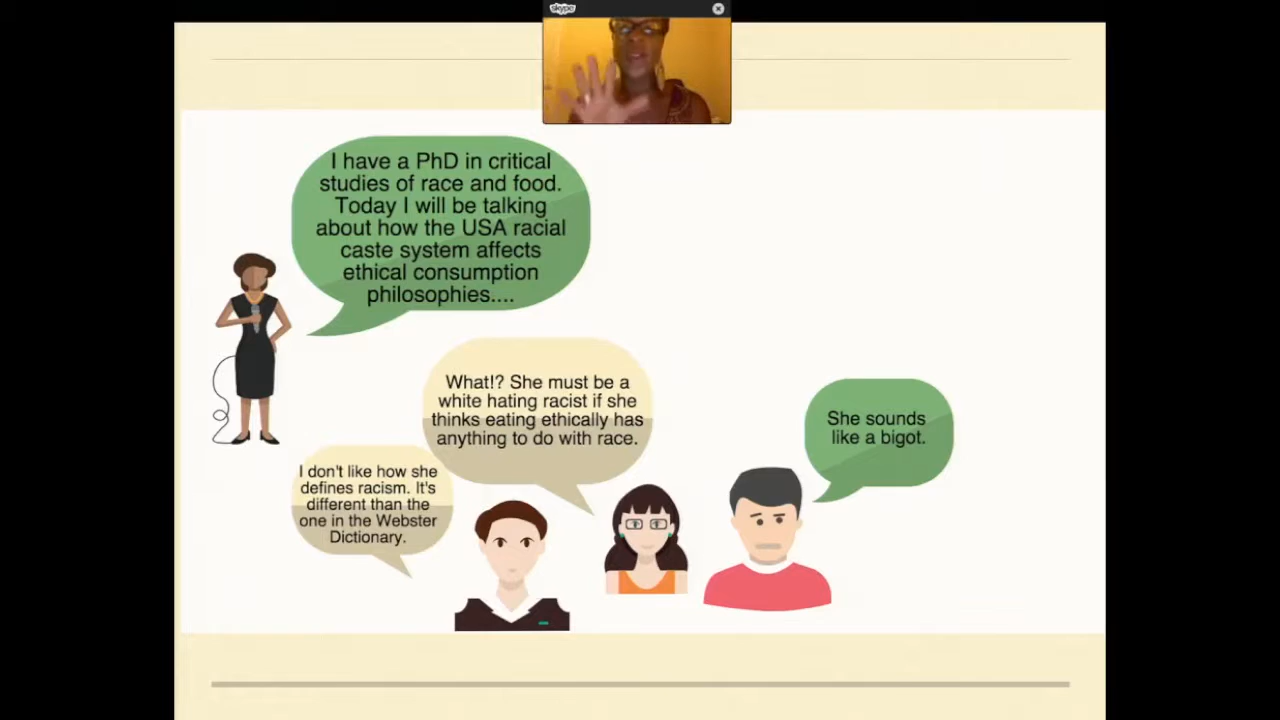 skype
I have a PhD in critical
studies of race and food.
Today I will be talking
about how the USA racial
caste system affects
ethical consumption
philosophies....
What!? She must be a
white hating racist if she
thinks eating ethically has
anything to do with race.
She sounds
like a bigot.
I don't like how she
defines racism. It's
different than the
one in the Webster
Dictionary.